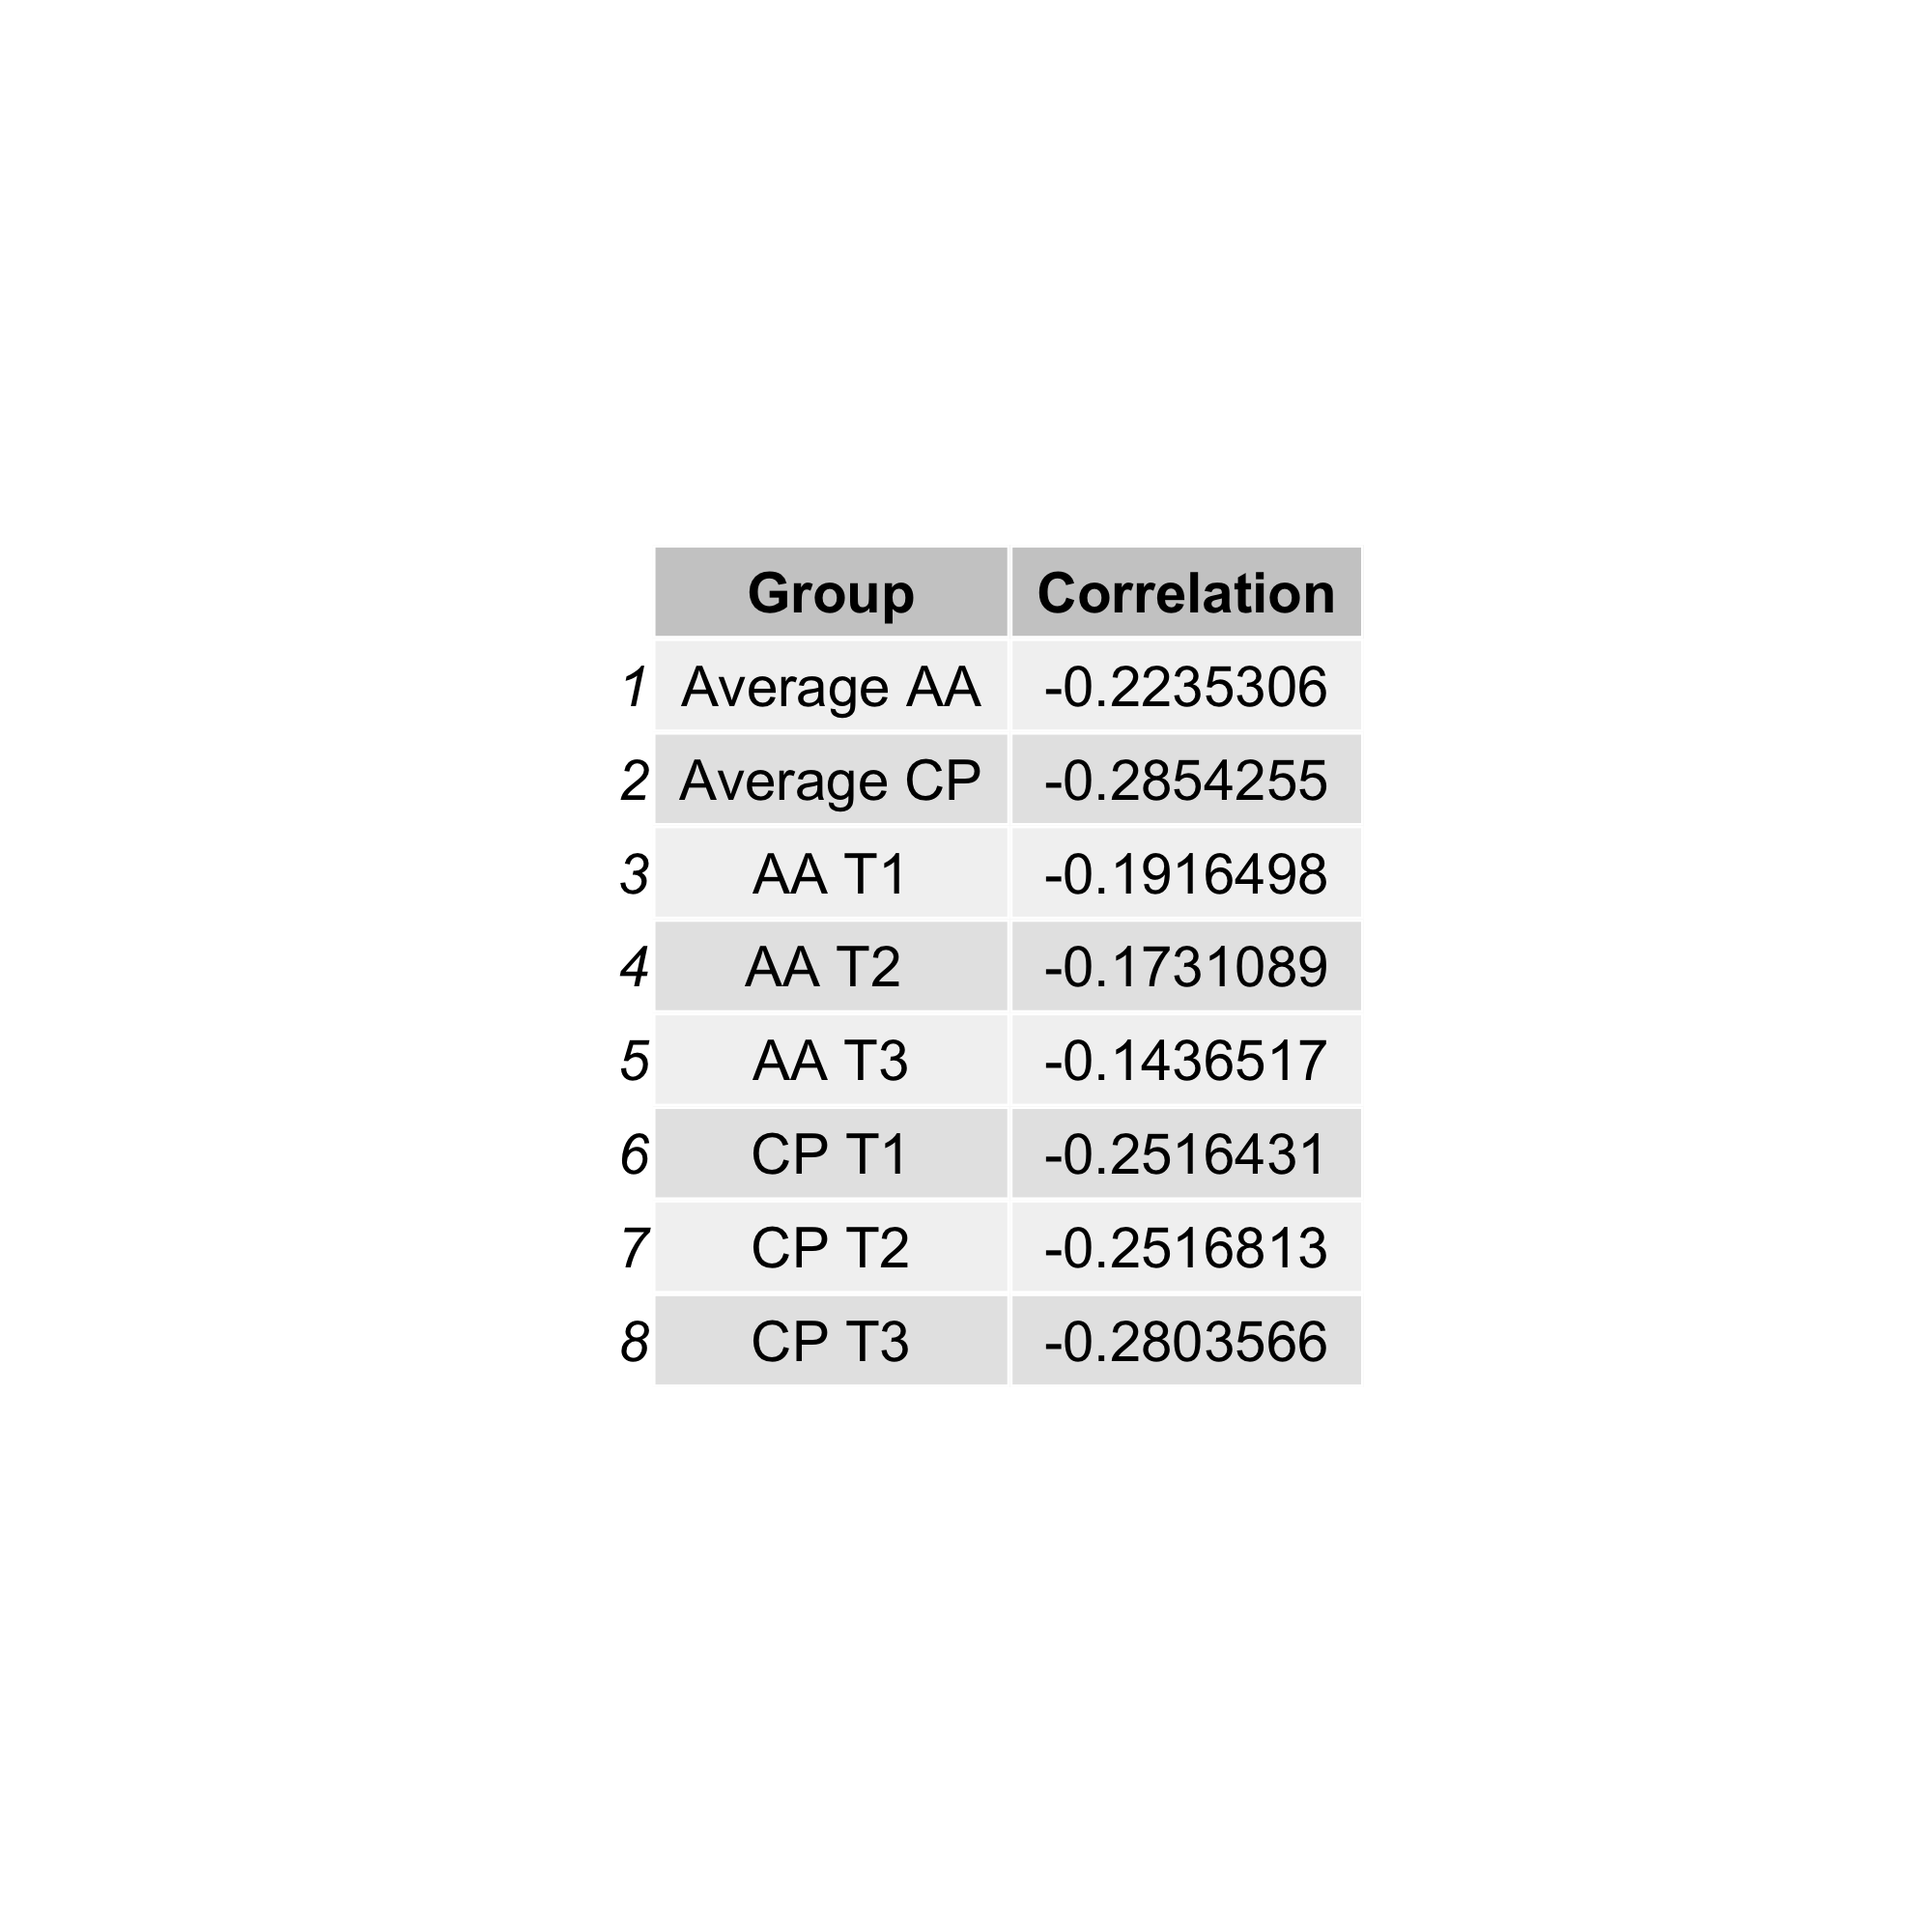 Group Correlation
1 Average AA -0.2235306
2 Average CP -0.2854255
3 AA T1 -0.1916498
4 AA T2 -0.1731089
5 AA T3 -0.1436517
6 CP T1 -0.2516431
7 CP T2 -0.2516813
8 CP T3 -0.2803566